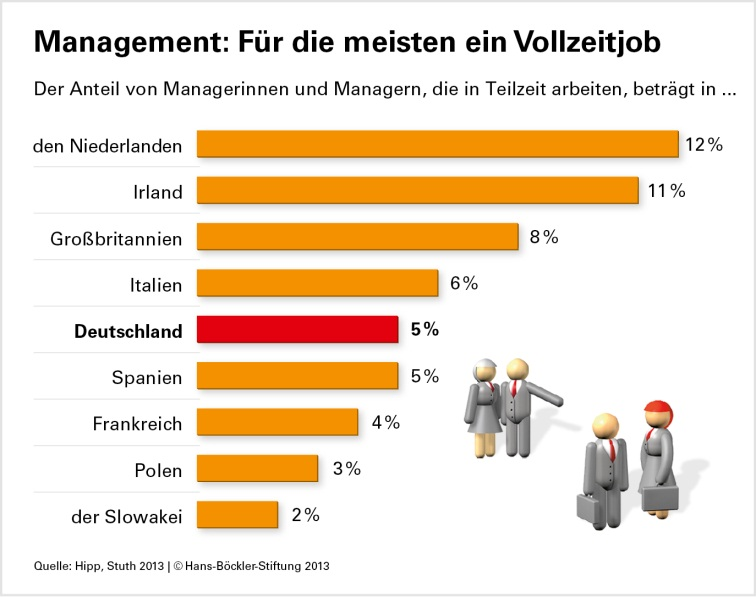 Management: Für die meisten ein Vollzeitjob
Der Anteil von Managerinnen und Managern, die in Teilzeit arbeiten, beträgt in ...
den Niederlanden 12 %
Irland 11 %
Großbritannien 8 %
Italien 6 %
Deutschland 5 %
Spanien 5 %
Frankreich 4 %
Polen 3 %
der Slowakei 2 %
Quelle: Hipp, Stuth 2013 | © Hans-Böckler-Stiftung 2013